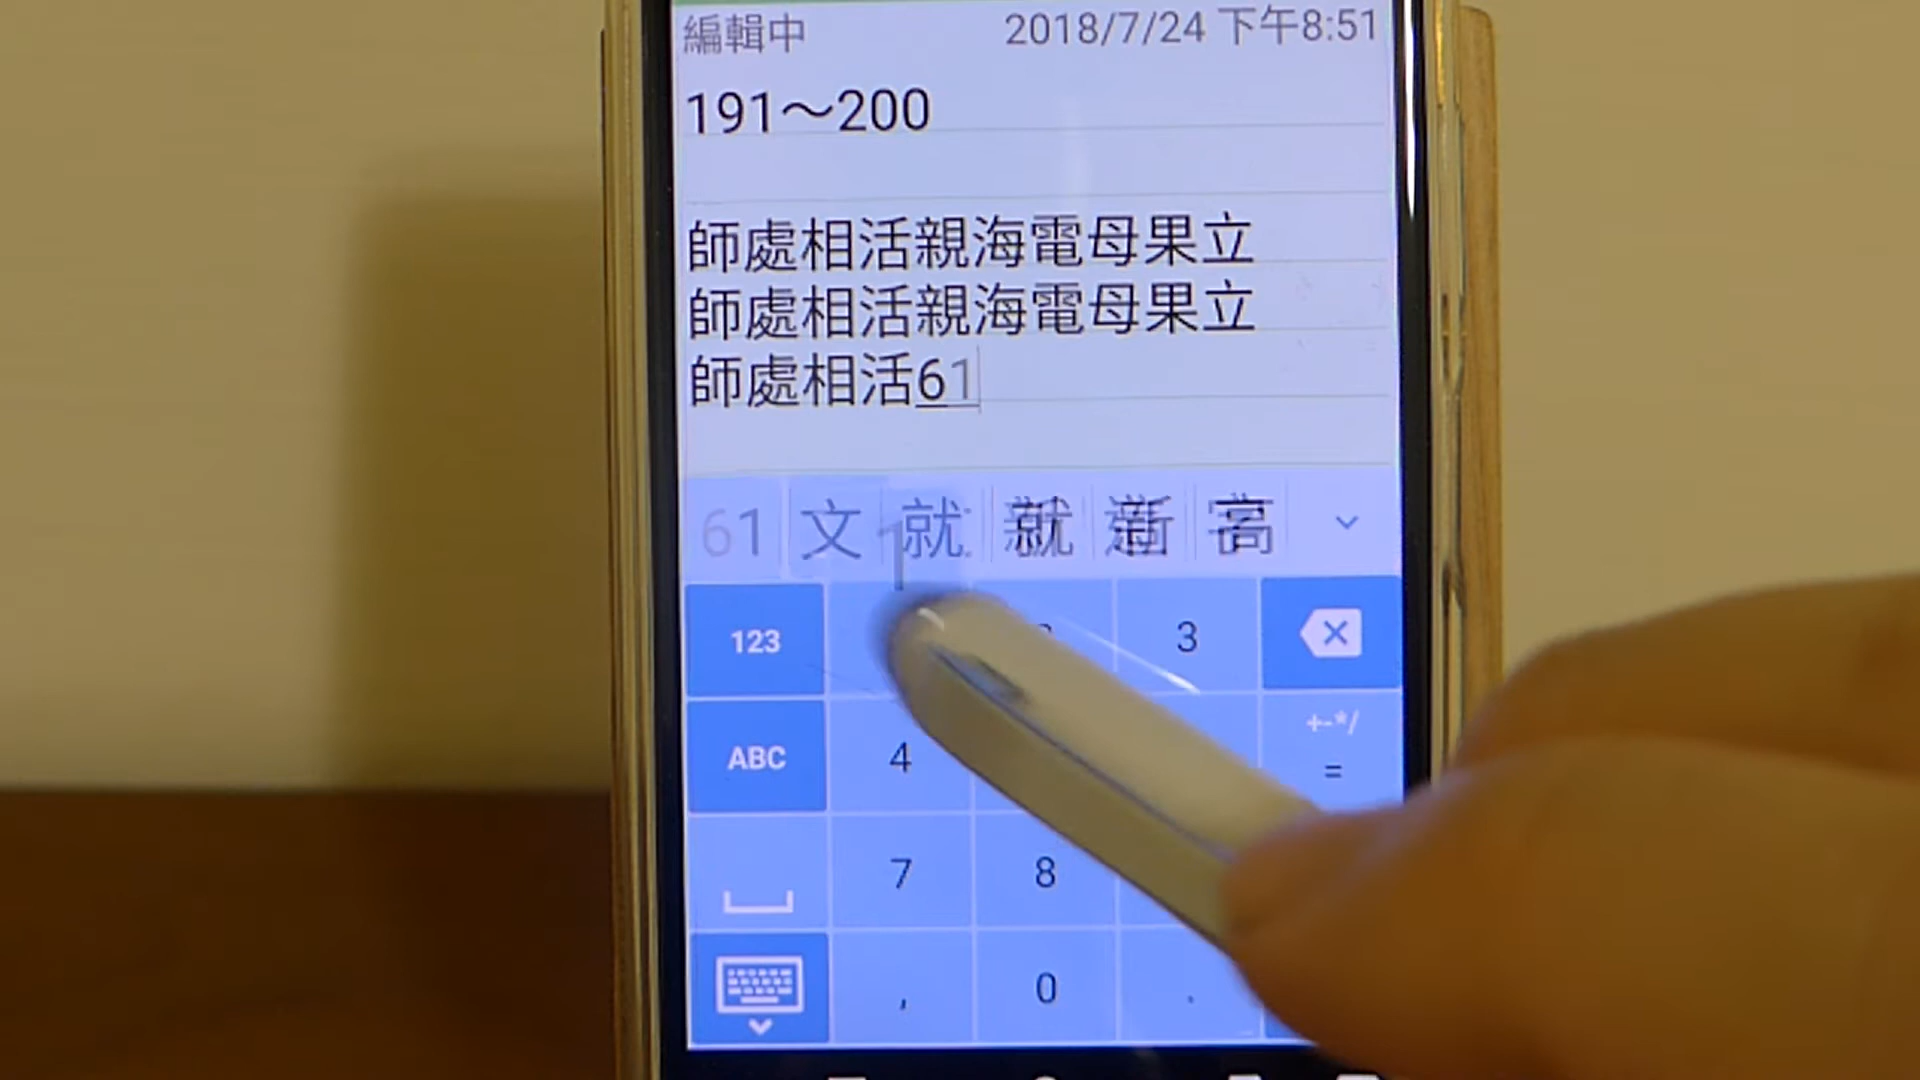 編輯中 2018/7/24 下午8:51
191～200
師處相活親海電母果立
師處相活親海電母果立
師處相活61
61 文 就
123 3
ABC 4 +-*/ =
7 8
, 0 .